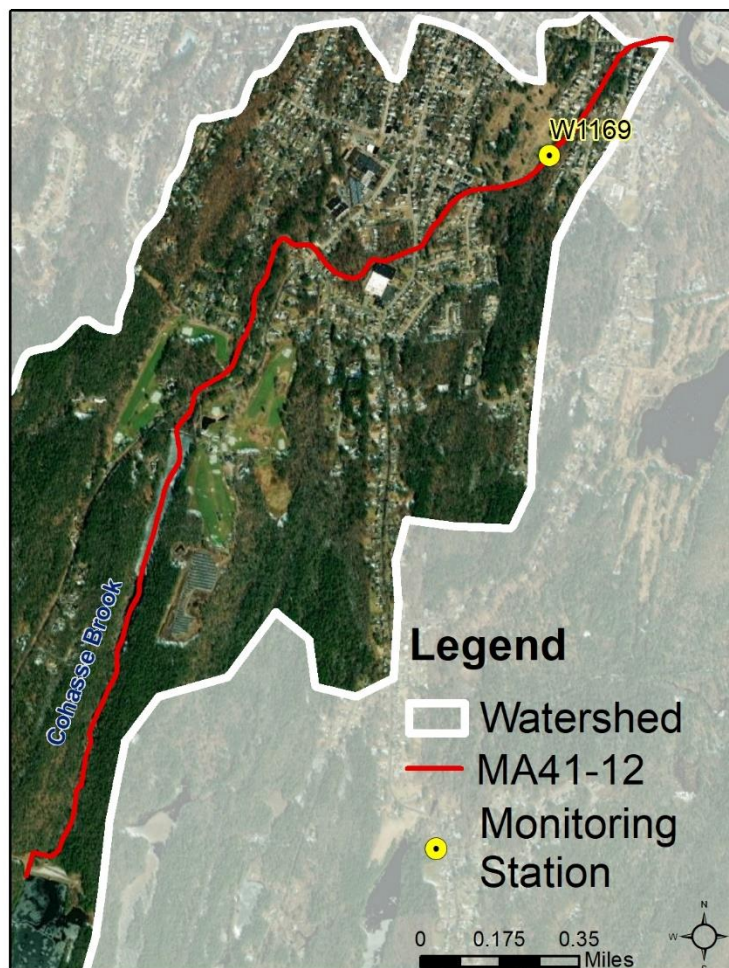 W1169
Cohasse Brook
Legend
Watershed
MA41-12
Monitoring
Station
N
W
E
S
0 0.175 0.35
Miles